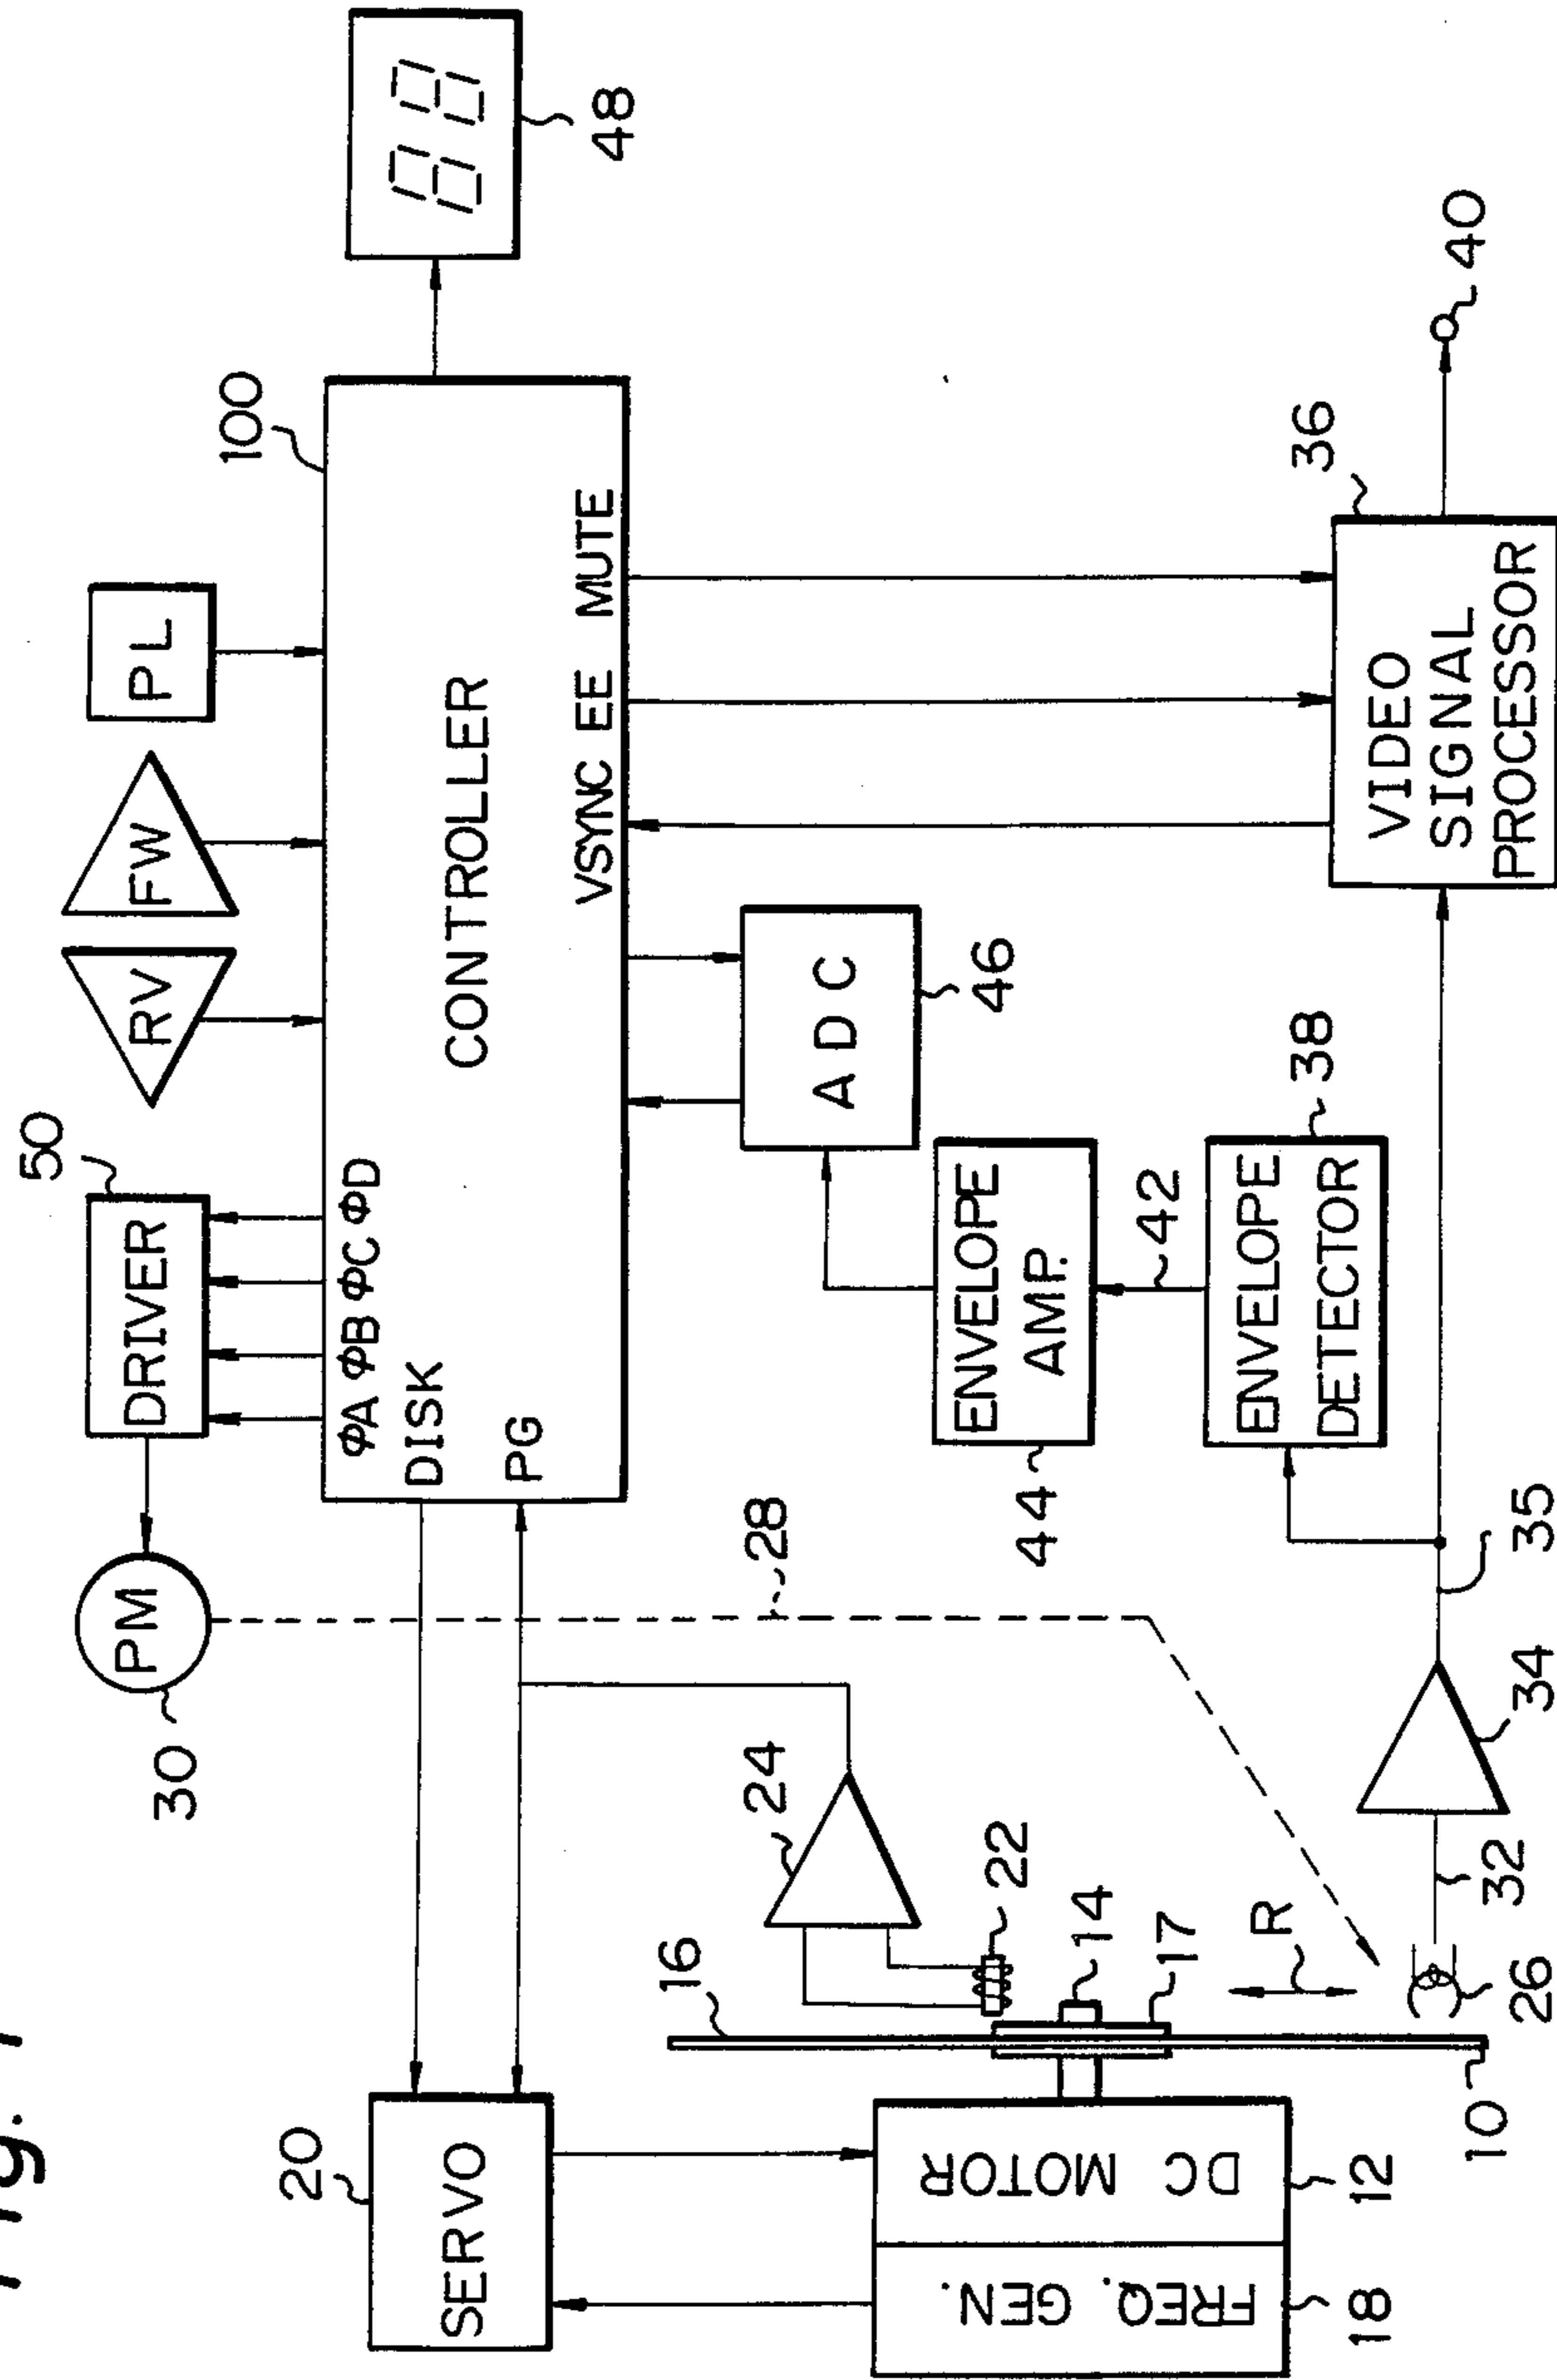 Fig. 1
20
SERVO
FREQ. GEN.
DC MOTOR
18
12
10
16
14
17
22
24
R
26
32
34
35
28
30
PM
50
DRIVER
ΦA ΦB ΦC ΦD
DISK
PG
CONTROLLER
VSYNC EE MUTE
100
RV
FW
PL
48
88
ADC
46
ENVELOPE
AMP.
44
42
ENVELOPE
DETECTOR
38
VIDEO
SIGNAL
PROCESSOR
36
40